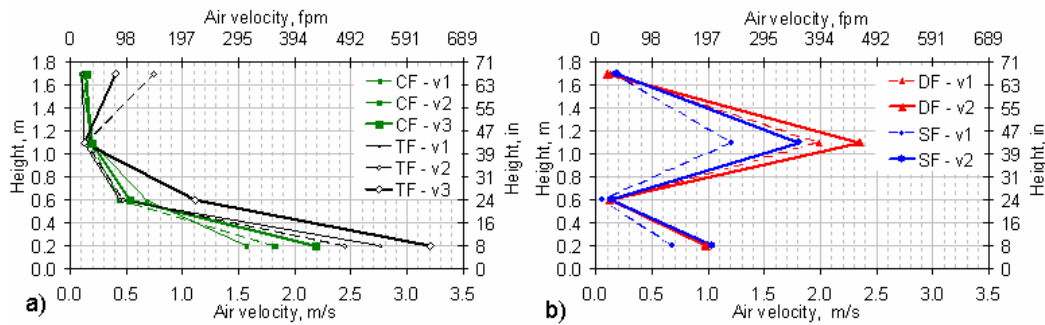 Air velocity, fpm
0 98 197 295 394 492 591 689
1.8 71
1.6 63
1.4 55
1.2 47
1.0 39
0.8 31
0.6 24
0.4 16
0.2 8
0.0 0
Height, m
Height, in
CF - v1
CF - v2
CF - v3
TF - v1
TF - v2
TF - v3
0.0 0.5 1.0 1.5 2.0 2.5 3.0 3.5
a) Air velocity, m/s
Air velocity, fpm
0 98 197 295 394 492 591 689
1.8 71
1.6 63
1.4 55
1.2 47
1.0 39
0.8 31
0.6 24
0.4 16
0.2 8
0.0 0
Height, m
Height, in
DF - v1
DF - v2
SF - v1
SF - v2
0.0 0.5 1.0 1.5 2.0 2.5 3.0 3.5
b) Air velocity, m/s